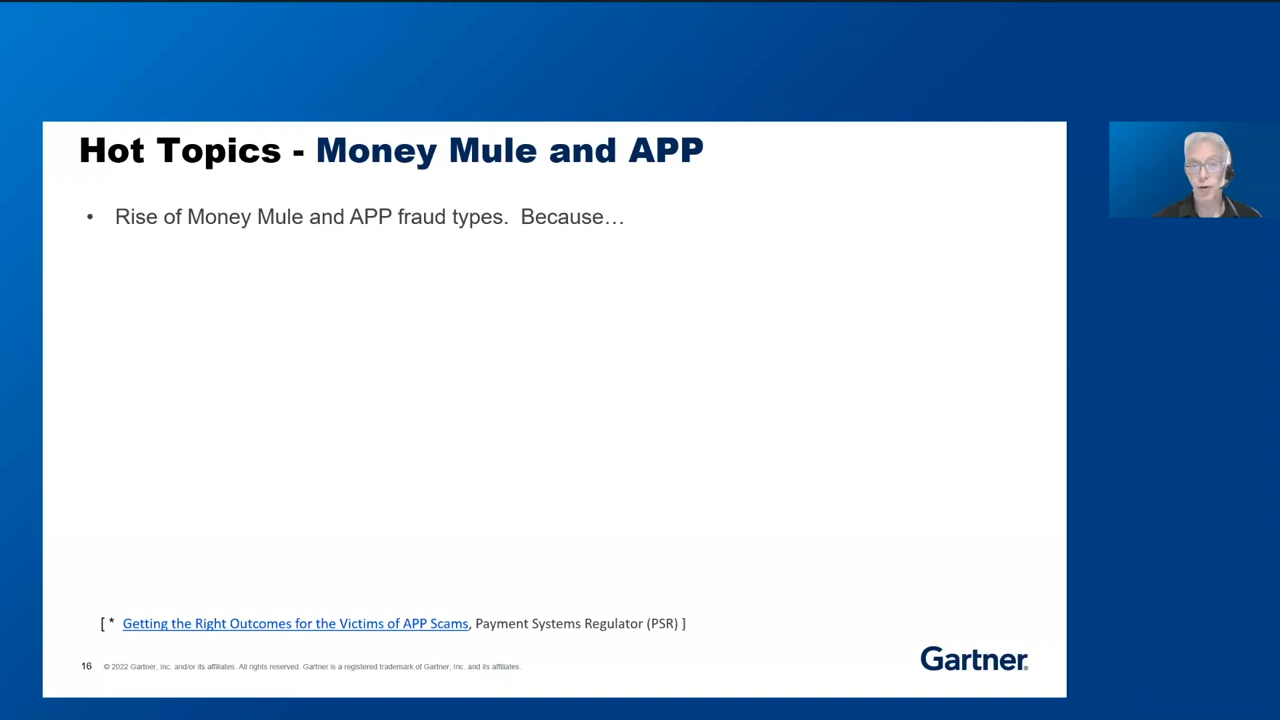 Hot Topics - Money Mule and APP
• Rise of Money Mule and APP fraud types.  Because…
[ * Getting the Right Outcomes for the Victims of APP Scams, Payment Systems Regulator (PSR) ]
16 © 2022 Gartner, Inc. and/or its affiliates. All rights reserved. Gartner is a registered trademark of Gartner, Inc. and its affiliates.
Gartner®